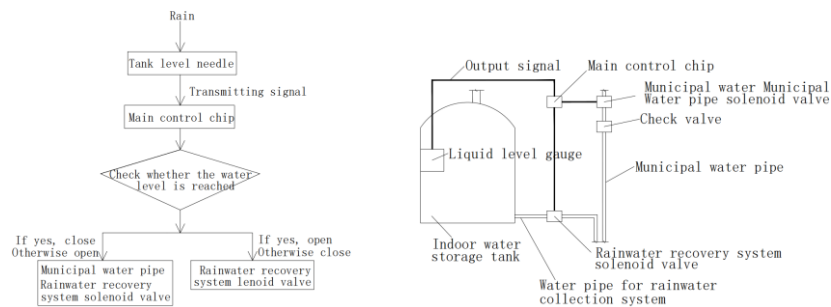 Rain
Tank level needle
Transmitting signal
Main control chip
Check whether the water
level is reached
If yes, close
Otherwise open
If yes, open
Otherwise close
Municipal water pipe
Rainwater recovery
system solenoid valve
Rainwater recovery
system lenoid valve
Output signal
Main control chip
Municipal water Municipal
Water pipe solenoid valve
Check valve
Liquid level gauge
Municipal water pipe
Indoor water
storage tank
Rainwater recovery system
solenoid valve
Water pipe for rainwater
collection system